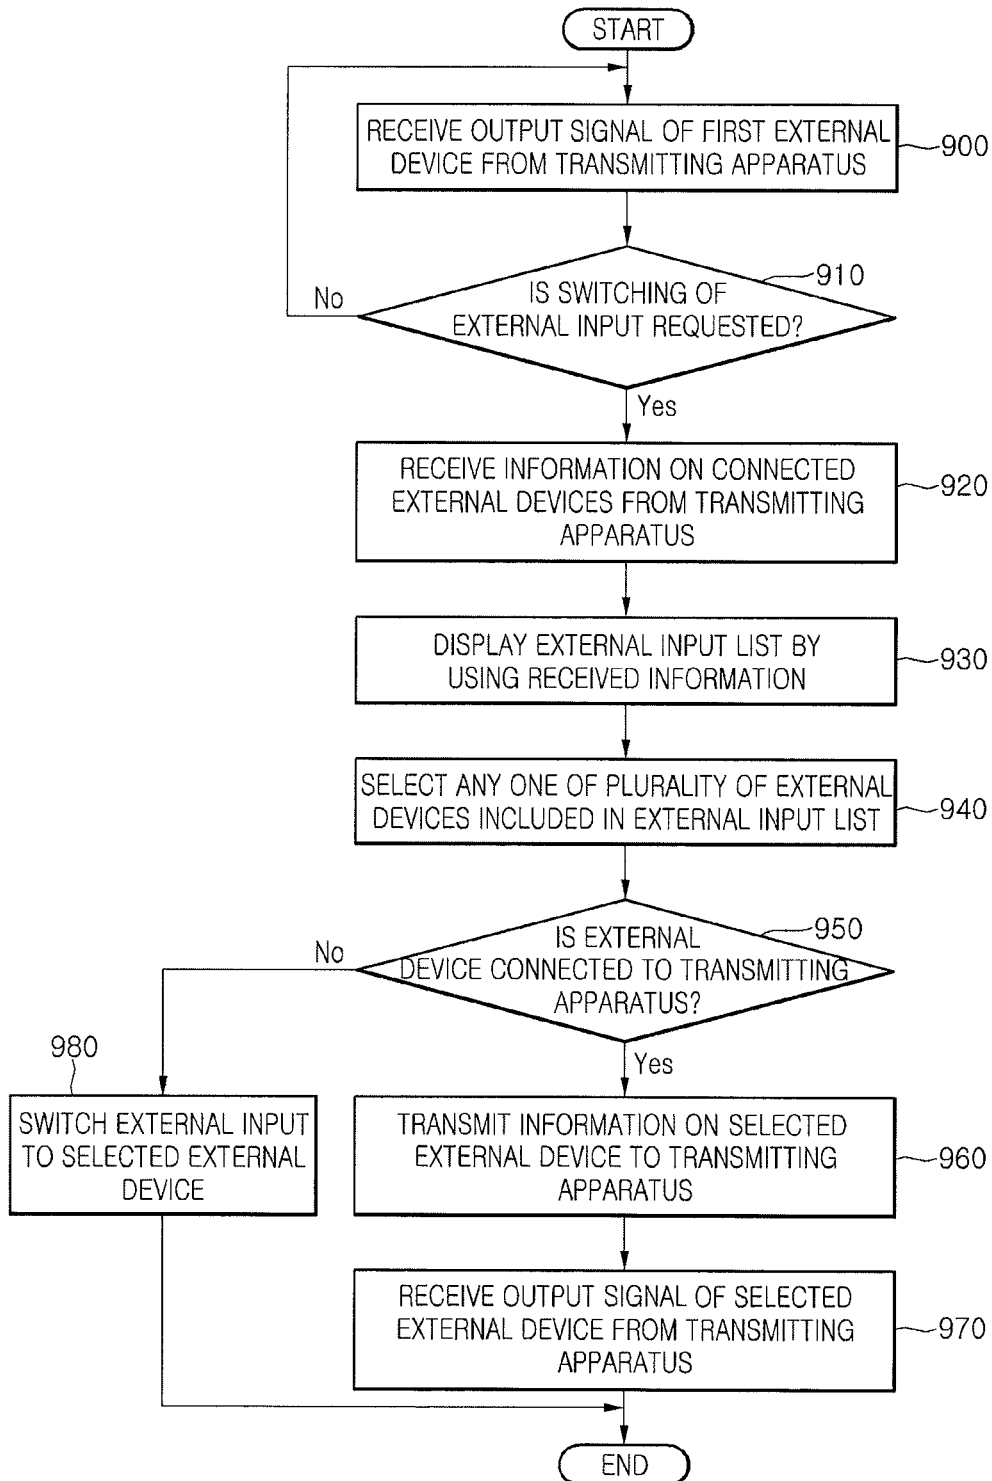 START
RECEIVE OUTPUT SIGNAL OF FIRST EXTERNAL
DEVICE FROM TRANSMITTING APPARATUS
900
910
IS SWITCHING OF
EXTERNAL INPUT REQUESTED?
No
Yes
RECEIVE INFORMATION ON CONNECTED
EXTERNAL DEVICES FROM TRANSMITTING
APPARATUS
920
DISPLAY EXTERNAL INPUT LIST BY
USING RECEIVED INFORMATION
930
SELECT ANY ONE OF PLURALITY OF EXTERNAL
DEVICES INCLUDED IN EXTERNAL INPUT LIST
940
950
IS EXTERNAL
DEVICE CONNECTED TO TRANSMITTING
APPARATUS?
No
Yes
980
SWITCH EXTERNAL INPUT
TO SELECTED EXTERNAL
DEVICE
TRANSMIT INFORMATION ON SELECTED
EXTERNAL DEVICE TO TRANSMITTING
APPARATUS
960
RECEIVE OUTPUT SIGNAL OF SELECTED
EXTERNAL DEVICE FROM TRANSMITTING
APPARATUS
970
END